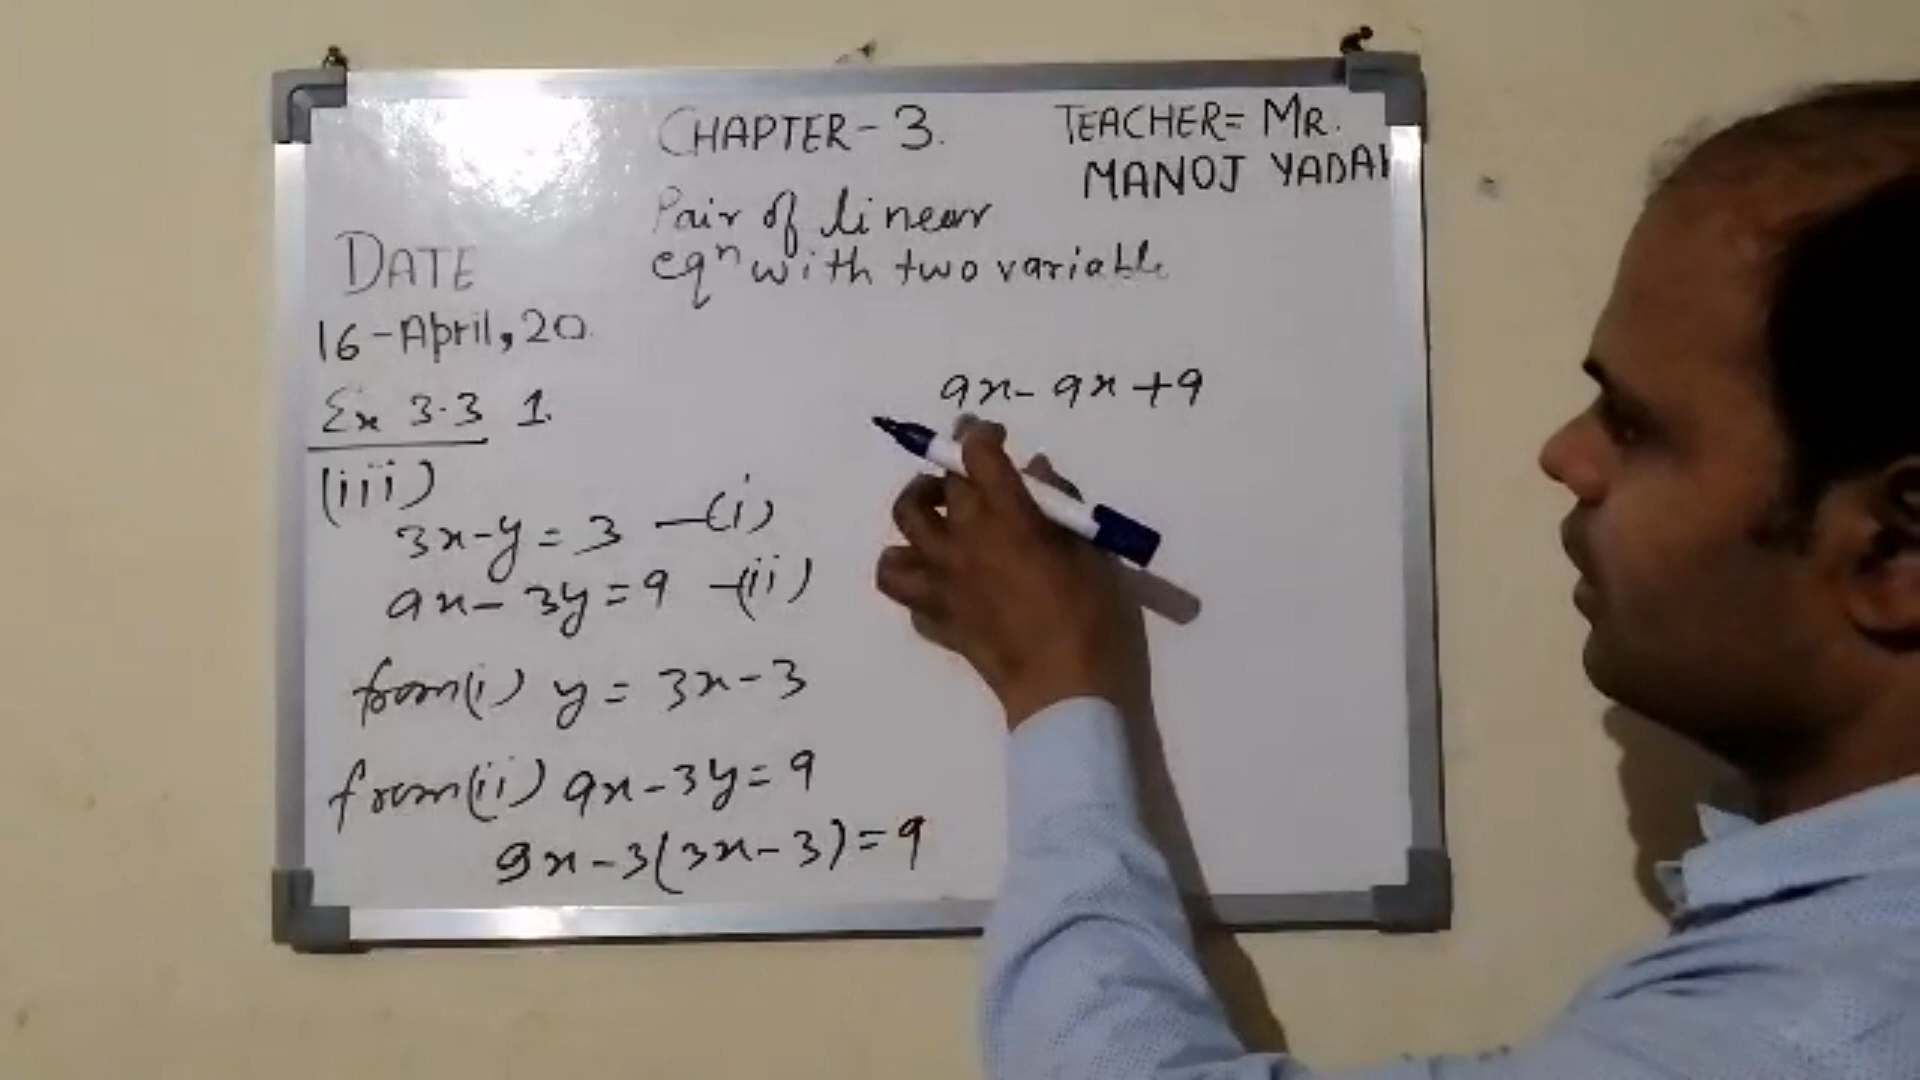 CHAPTER-3.
TEACHER= MR.
MANOJ YADAV
Pair of linear
eqⁿ with two variable
DATE
16-April, 20.
Ex 3.3 1.
(iii)
3x-y=3 —(i)
9x-3y=9 —(ii)
from(i) y = 3x-3
from(ii) 9x-3y=9
9x-3(3x-3)=9
9x-9x+9